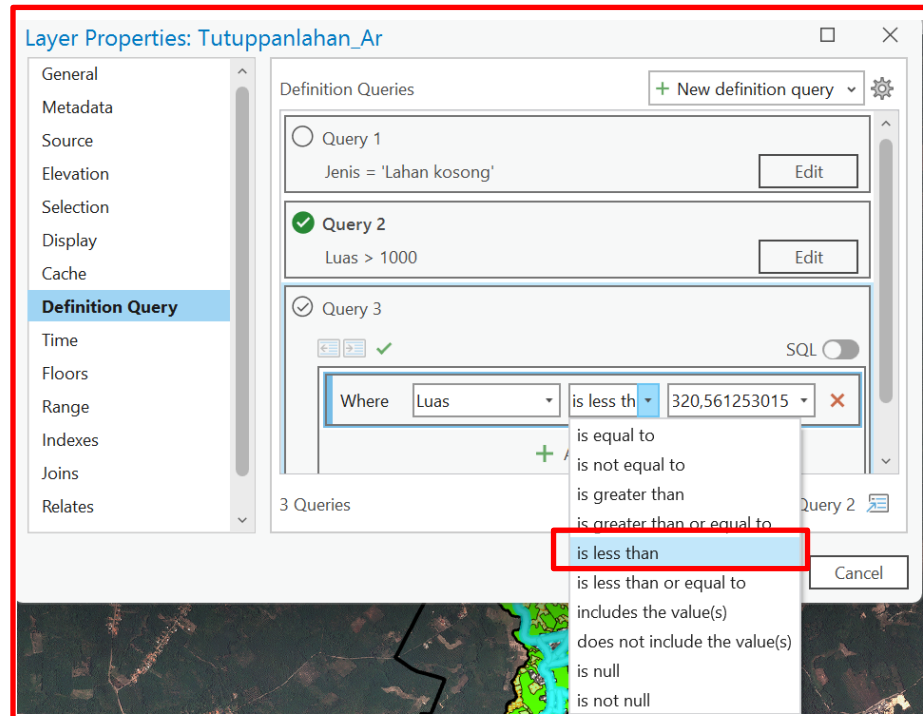 Layer Properties: Tutuppanlahan_Ar
General
Metadata
Source
Elevation
Selection
Display
Cache
Definition Query
Time
Floors
Range
Indexes
Joins
Relates
Definition Queries
+ New definition query
Query 1
Jenis = 'Lahan kosong'
Edit
Query 2
Luas > 1000
Edit
Query 3
SQL
Where Luas is less th 320,561253015
is equal to
is not equal to
is greater than
is greater than or equal to
is less than
is less than or equal to
includes the value(s)
does not include the value(s)
is null
is not null
3 Queries
Query 2
Cancel